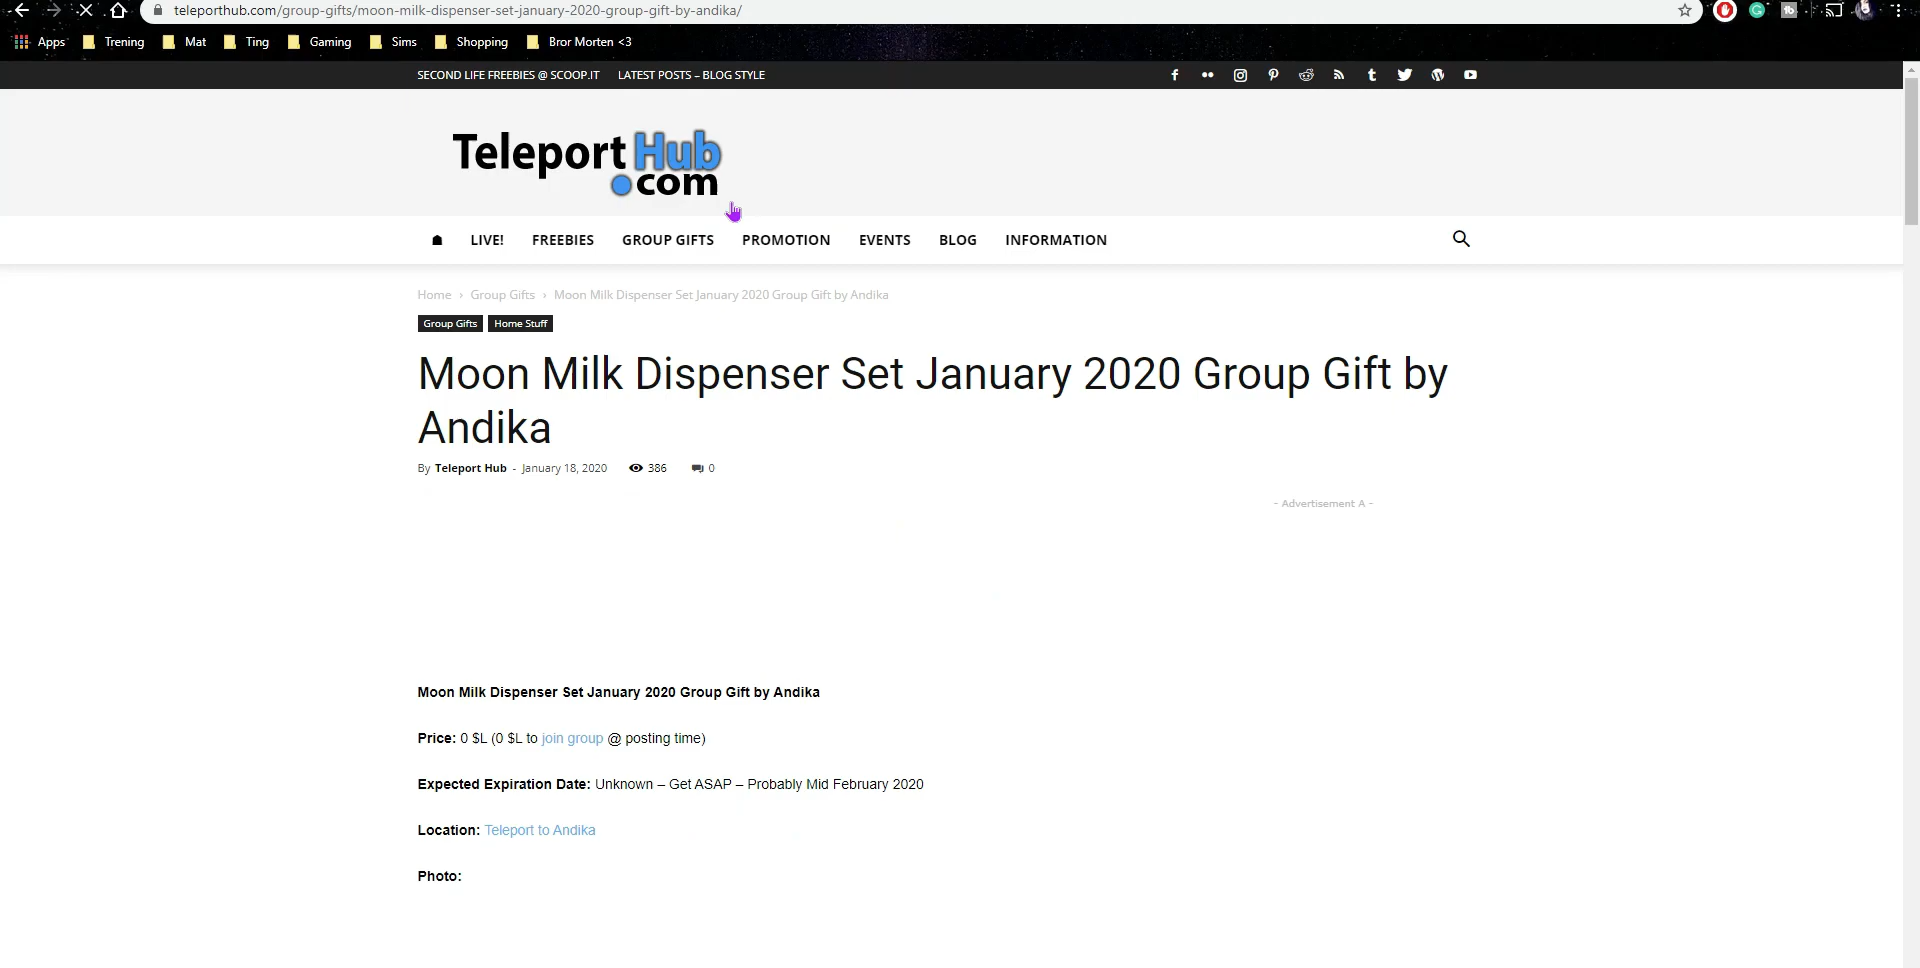 teleporthub.com/group-gifts/moon-milk-dispenser-set-january-2020-group-gift-by-andika/
Apps Trening Mat Ting Gaming Sims Shopping Bror Morten <3
SECOND LIFE FREEBIES @ SCOOP.IT LATEST POSTS – BLOG STYLE
Teleport Hub
.com
LIVE! FREEBIES GROUP GIFTS PROMOTION EVENTS BLOG INFORMATION
Home › Group Gifts › Moon Milk Dispenser Set January 2020 Group Gift by Andika
Group Gifts Home Stuff
Moon Milk Dispenser Set January 2020 Group Gift by
Andika
By Teleport Hub - January 18, 2020 386 0
- Advertisement A -
Moon Milk Dispenser Set January 2020 Group Gift by Andika
Price: 0 $L (0 $L to join group @ posting time)
Expected Expiration Date: Unknown – Get ASAP – Probably Mid February 2020
Location: Teleport to Andika
Photo: